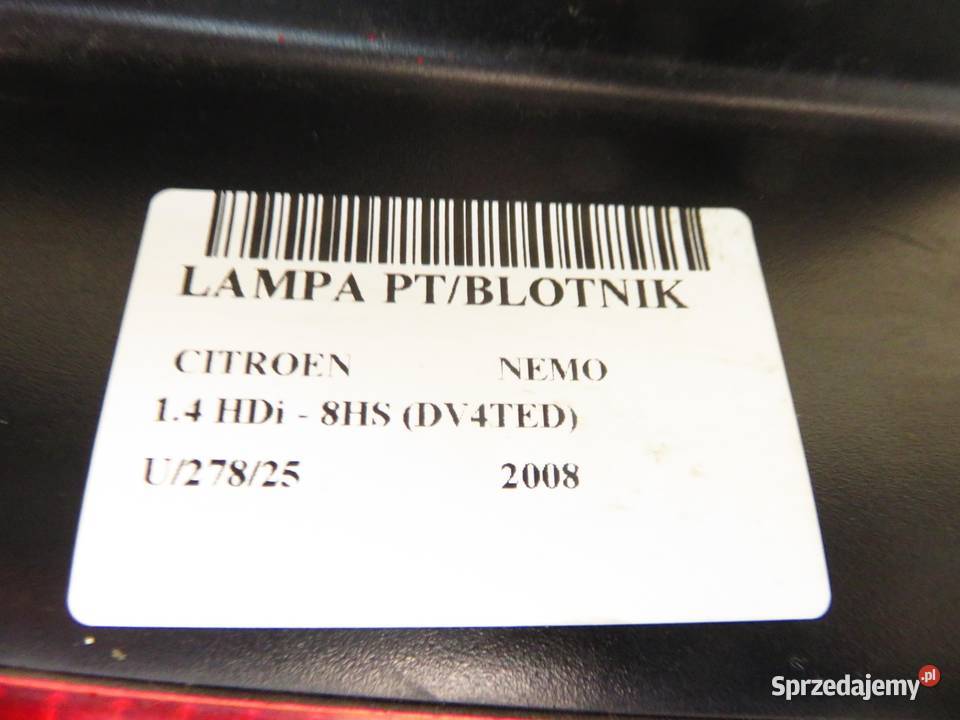 LAMPA PT/BLOTNIK
CITROEN NEMO
1.4 HDi - 8HS (DV4TED)
U/278/25 2008
Sprzedajemy.pl